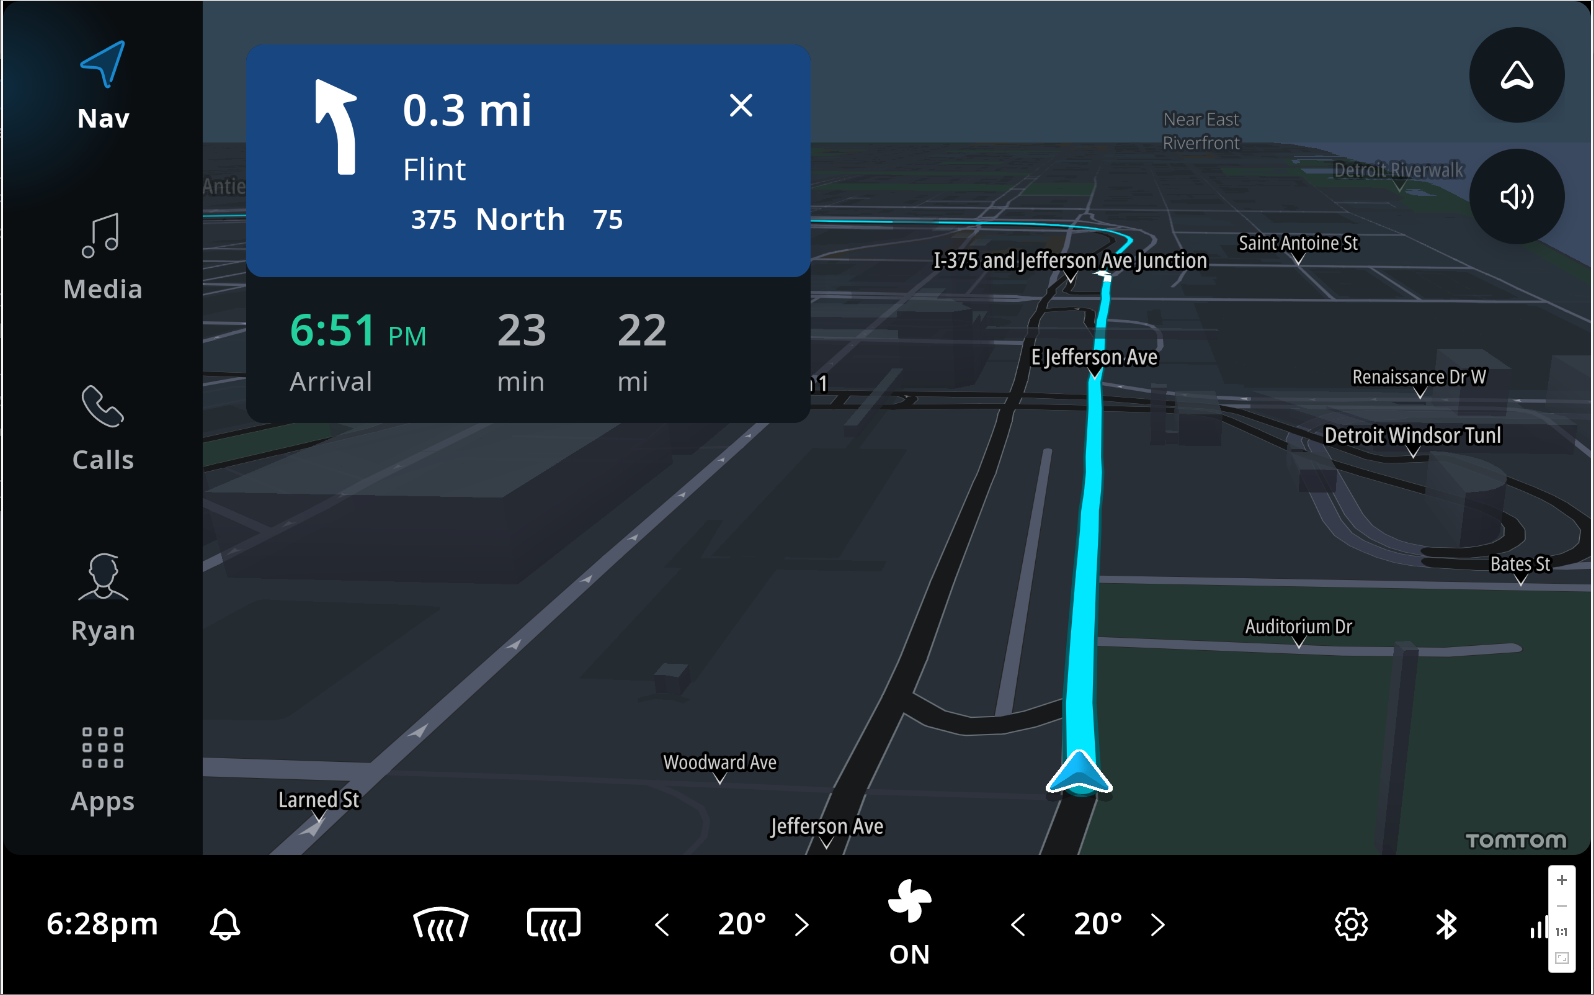 Nav
Media
Calls
Ryan
Apps
0.3 mi
Flint
375 North 75
6:51 PM
Arrival
23
min
22
mi
Near East
Riverfront
Detroit Riverwalk
Saint Antoine St
I-375 and Jefferson Ave Junction
E Jefferson Ave
Renaissance Dr W
Detroit Windsor Tunl
Bates St
Auditorium Dr
Woodward Ave
Larned St
Jefferson Ave
TOMTOM
6:28pm
20°
ON
20°
1:1